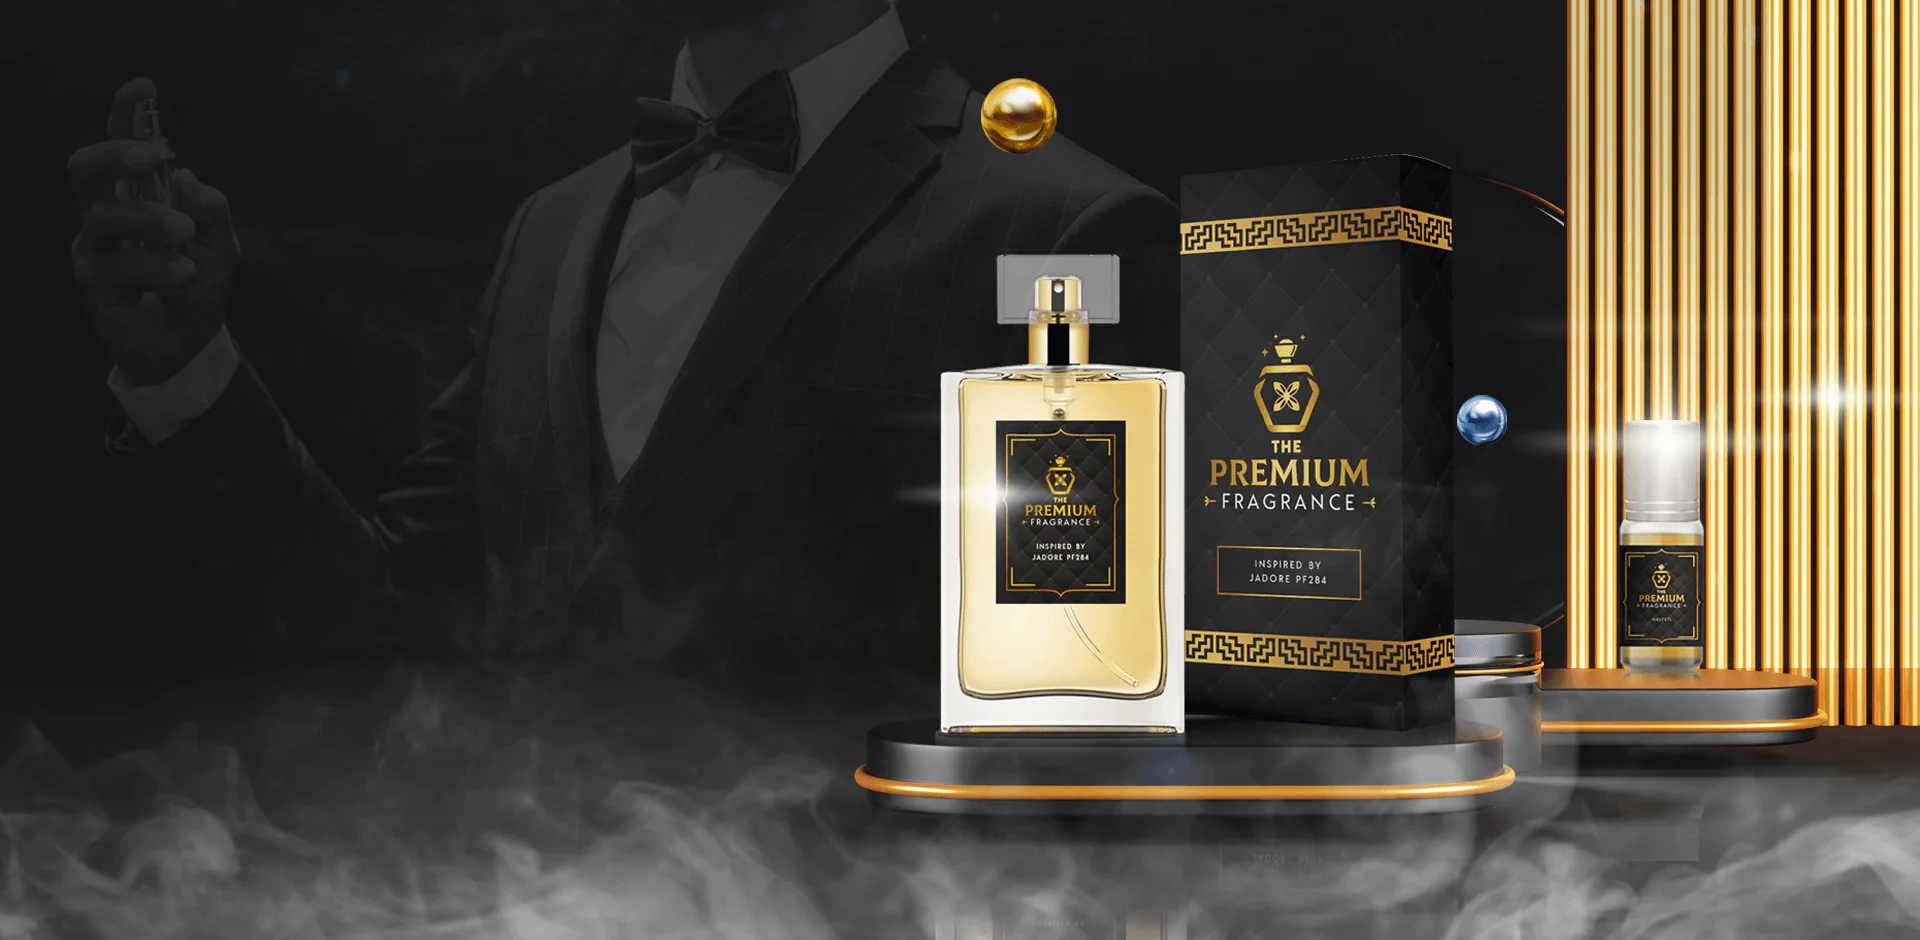 THE
PREMIUM
FRAGRANCE
INSPIRED BY
JADORE PF284
THE
PREMIUM
FRAGRANCE
INSPIRED BY
JADORE PF284
THE
PREMIUM
FRAGRANCE